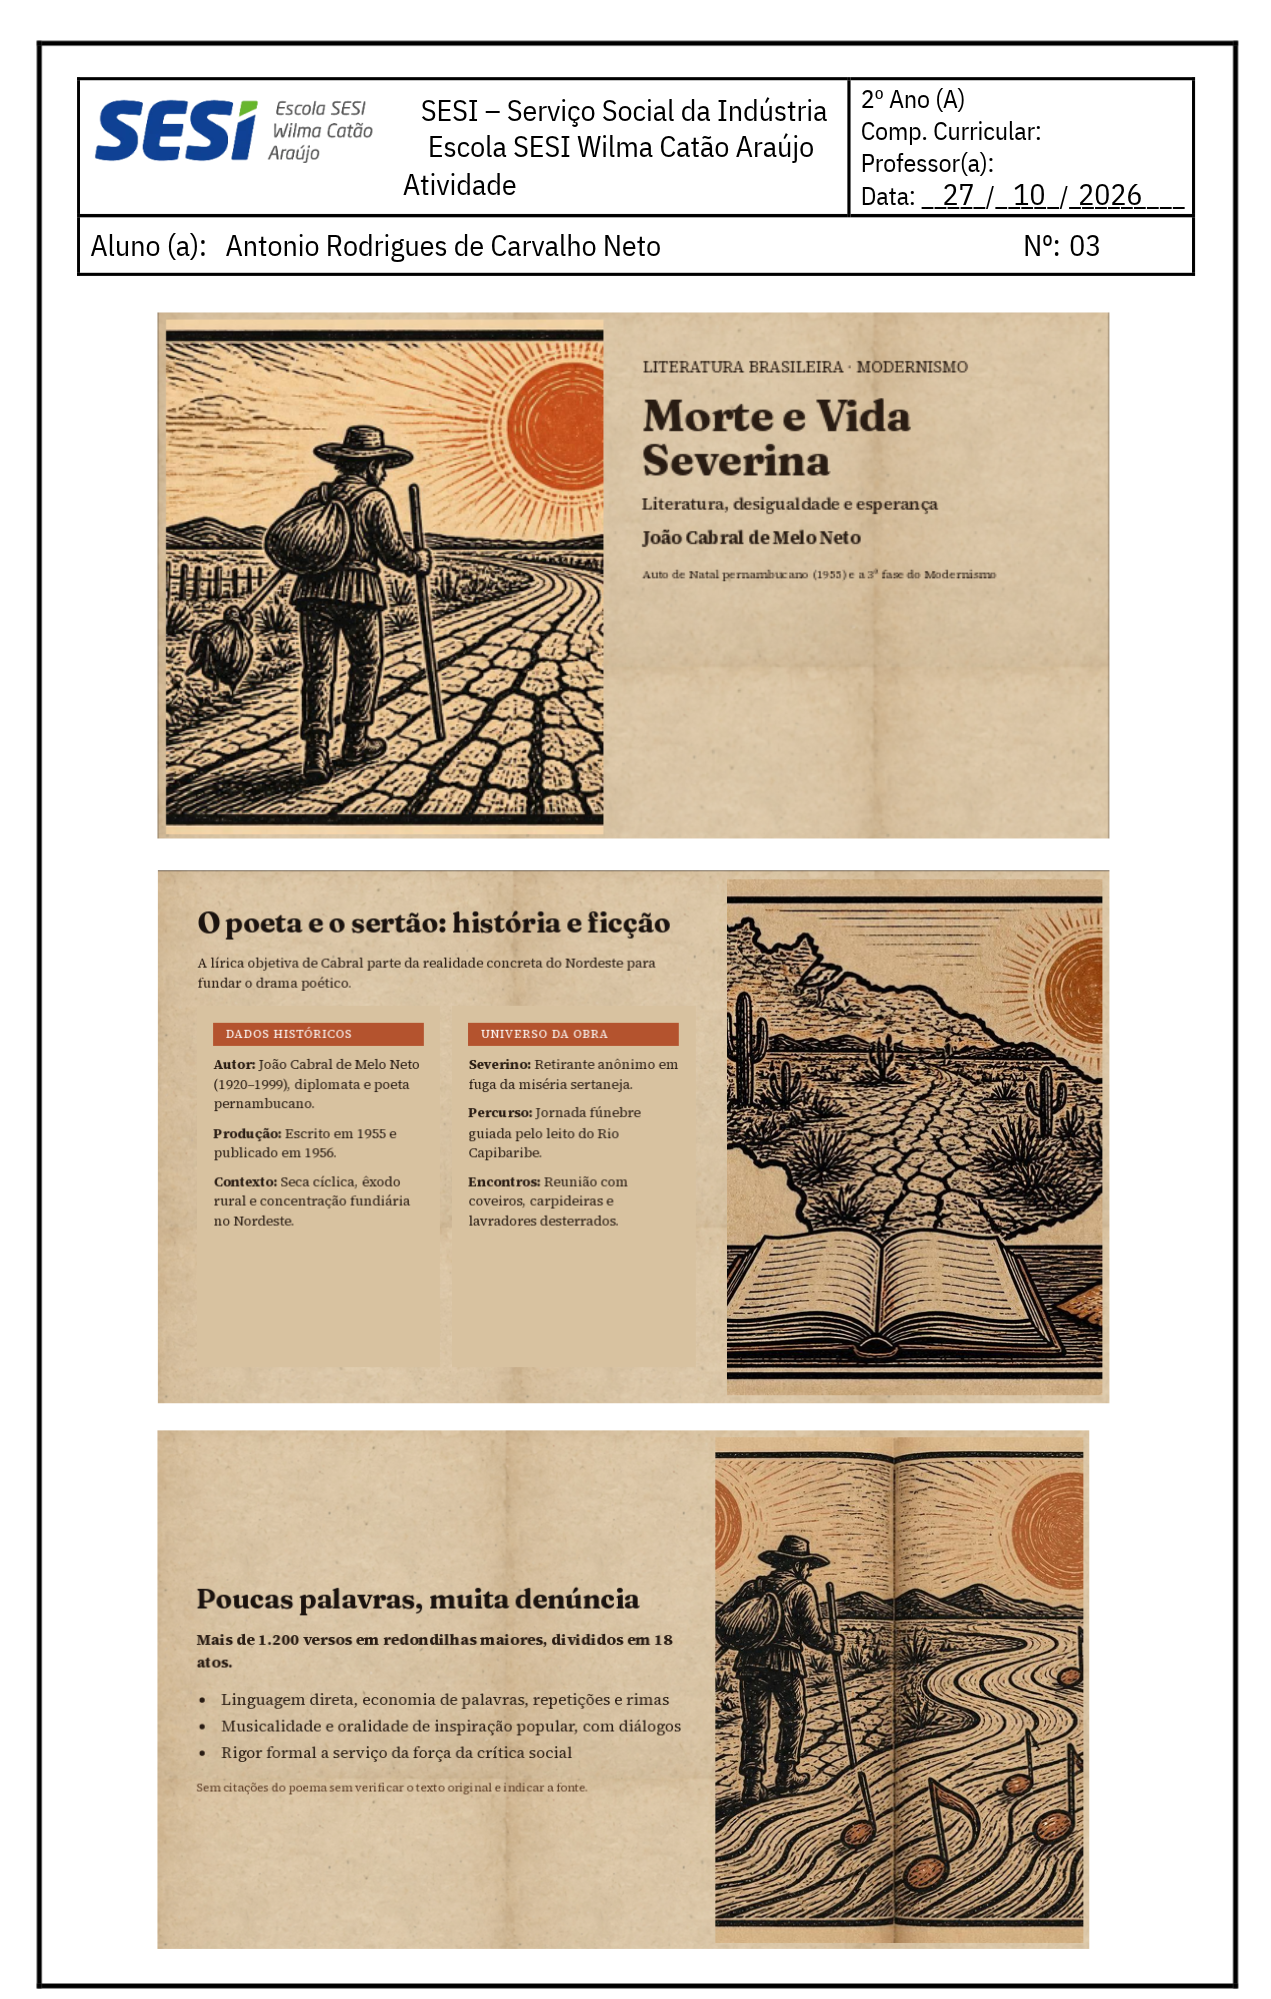 SESI
Escola SESI
Wilma Catão
Araújo
SESI – Serviço Social da Indústria
Escola SESI Wilma Catão Araújo
Atividade
2º Ano (A)
Comp. Curricular:
Professor(a):
Data: __27_/__10_/_2026____
Aluno (a): Antonio Rodrigues de Carvalho Neto Nº: 03
LITERATURA BRASILEIRA · MODERNISMO
Morte e Vida
Severina
Literatura, desigualdade e esperança
João Cabral de Melo Neto
Auto de Natal pernambucano (1955) e a 3ª fase do Modernismo
O poeta e o sertão: história e ficção
A lírica objetiva de Cabral parte da realidade concreta do Nordeste para
fundar o drama poético.
DADOS HISTÓRICOS
Autor: João Cabral de Melo Neto
(1920–1999), diplomata e poeta
pernambucano.
Produção: Escrito em 1955 e
publicado em 1956.
Contexto: Seca cíclica, êxodo
rural e concentração fundiária
no Nordeste.
UNIVERSO DA OBRA
Severino: Retirante anônimo em
fuga da miséria sertaneja.
Percurso: Jornada fúnebre
guiada pelo leito do Rio
Capibaribe.
Encontros: Reunião com
coveiros, carpideiras e
lavradores desterrados.
Poucas palavras, muita denúncia
Mais de 1.200 versos em redondilhas maiores, divididos em 18
atos.
• Linguagem direta, economia de palavras, repetições e rimas
• Musicalidade e oralidade de inspiração popular, com diálogos
• Rigor formal a serviço da força da crítica social
Sem citações do poema sem verificar o texto original e indicar a fonte.